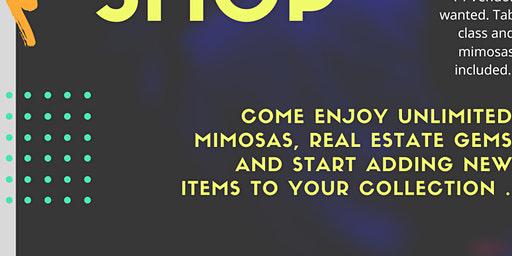 SHOP
wanted. Tab
class and
mimosas
included.
COME ENJOY UNLIMITED
MIMOSAS, REAL ESTATE GEMS
AND START ADDING NEW
ITEMS TO YOUR COLLECTION .